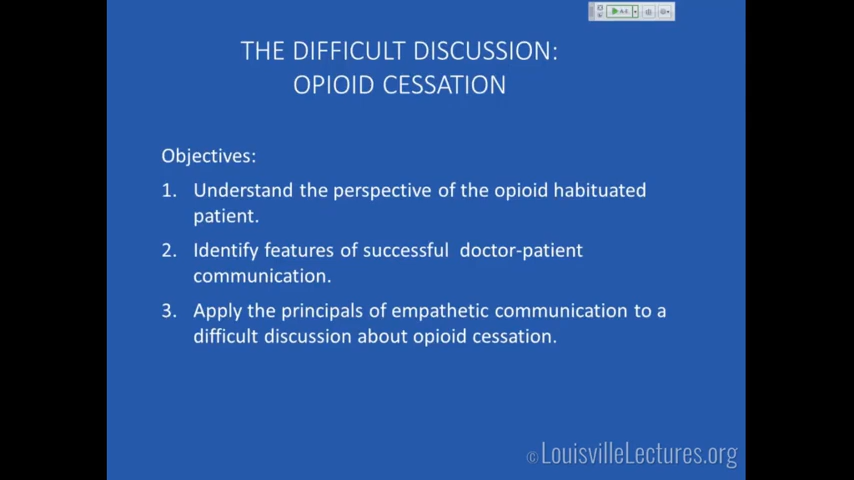 THE DIFFICULT DISCUSSION:
OPIOID CESSATION
Objectives:
1. Understand the perspective of the opioid habituated
patient.
2. Identify features of successful doctor-patient
communication.
3. Apply the principals of empathetic communication to a
difficult discussion about opioid cessation.
© LouisvilleLectures.org